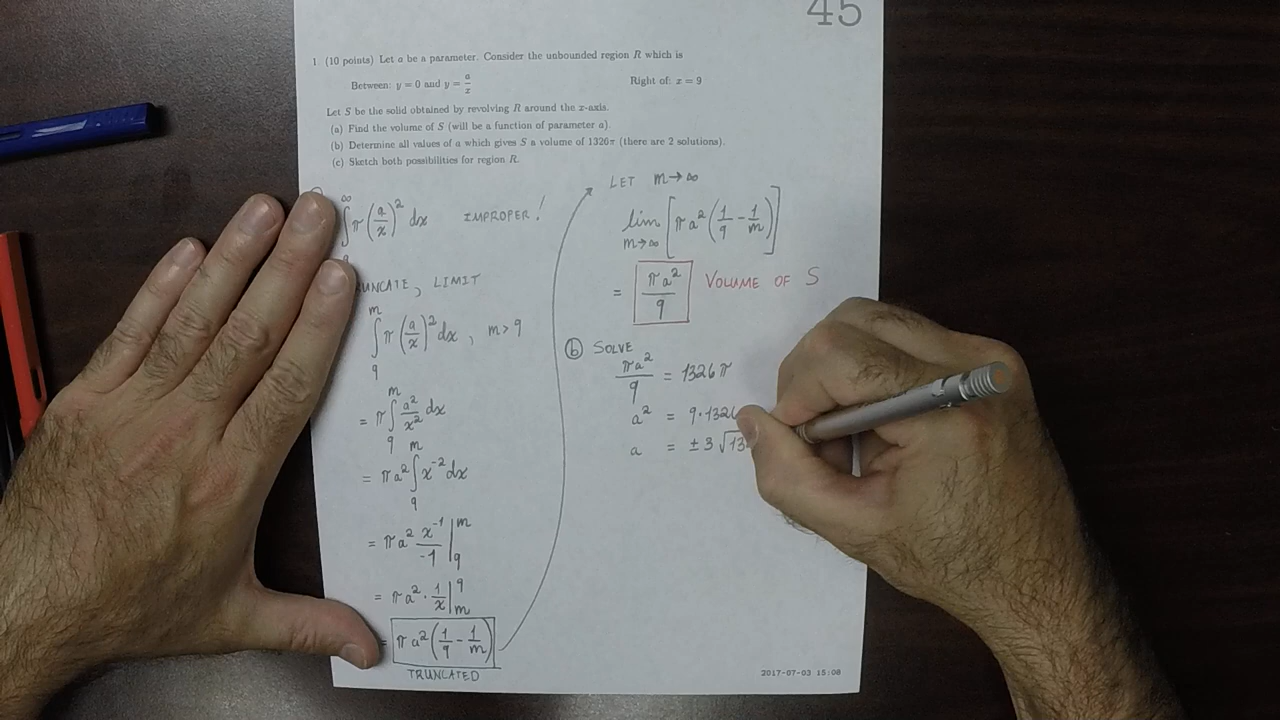 45
1 (10 points) Let a be a parameter. Consider the unbounded region R which is
Between: y = 0 and y = a/x Right of: x = 9
Let S be the solid obtained by revolving R around the x-axis.
(a) Find the volume of S (will be a function of parameter a).
(b) Determine all values of a which gives S a volume of 1326π (there are 2 solutions).
(c) Sketch both possibilities for region R.
∫₉^∞ π(a/x)² dx IMPROPER!
RUNCATE, LIMIT
∫₉^m π(a/x)² dx, m > 9
= π ∫₉^m a²/x² dx
= πa² ∫₉^m x⁻² dx
= πa² x⁻¹/-1 |₉^m
= πa² · 1/x |_m^9
= πa²(1/9 - 1/m)
TRUNCATED
LET m→∞
lim m→∞ [πa²(1/9 - 1/m)]
= πa²/9 VOLUME OF S
(b) SOLVE
πa²/9 = 1326π
a² = 9·1326
a = ±3√13
2017-07-03 15:08